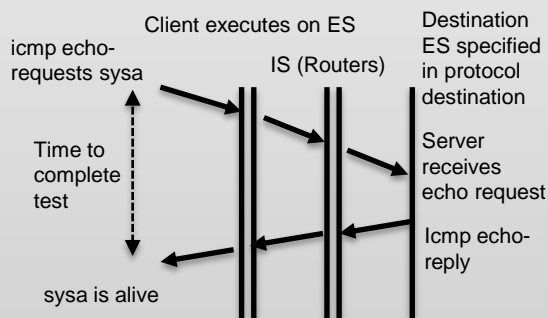 Client executes on ES
icmp echo-
requests sysa
IS (Routers)
Destination
ES specified
in protocol
destination
Time to
complete
test
Server
receives
echo request
Icmp echo-
reply
sysa is alive